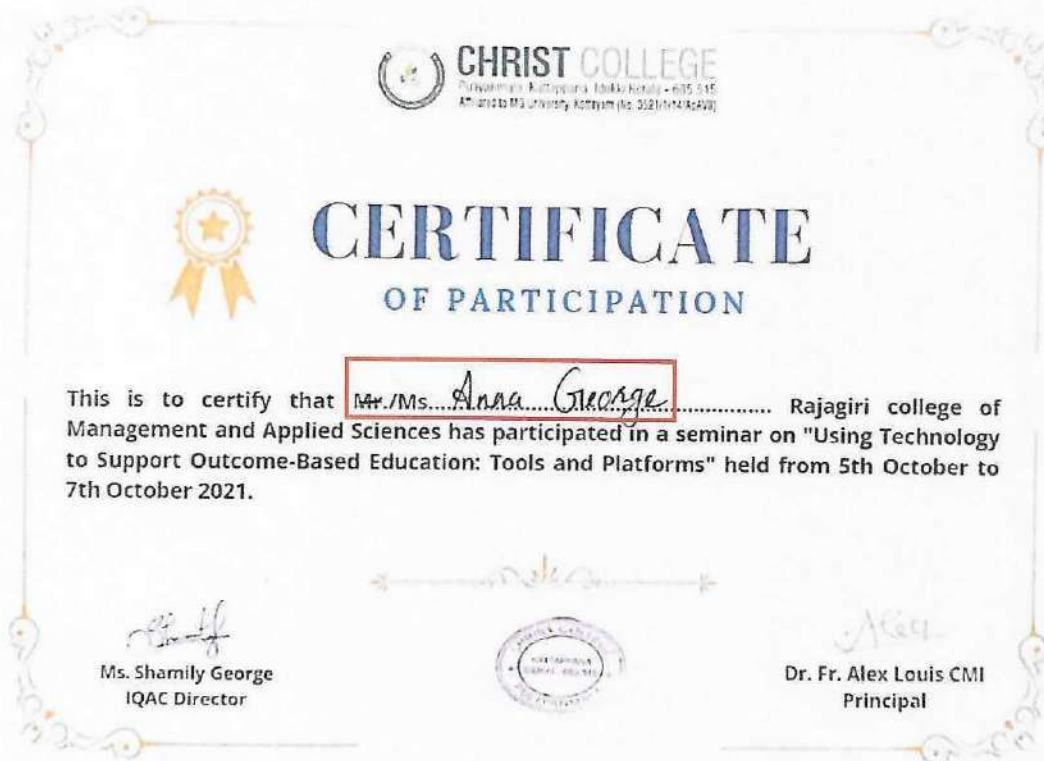 CHRIST COLLEGE
CERTIFICATE
OF PARTICIPATION
This is to certify that Mr./Ms....Anna....George.................. Rajagiri college of
Management and Applied Sciences has participated in a seminar on "Using Technology
to Support Outcome-Based Education: Tools and Platforms" held from 5th October to
7th October 2021.
Ms. Shamily George
IQAC Director
Dr. Fr. Alex Louis CMI
Principal